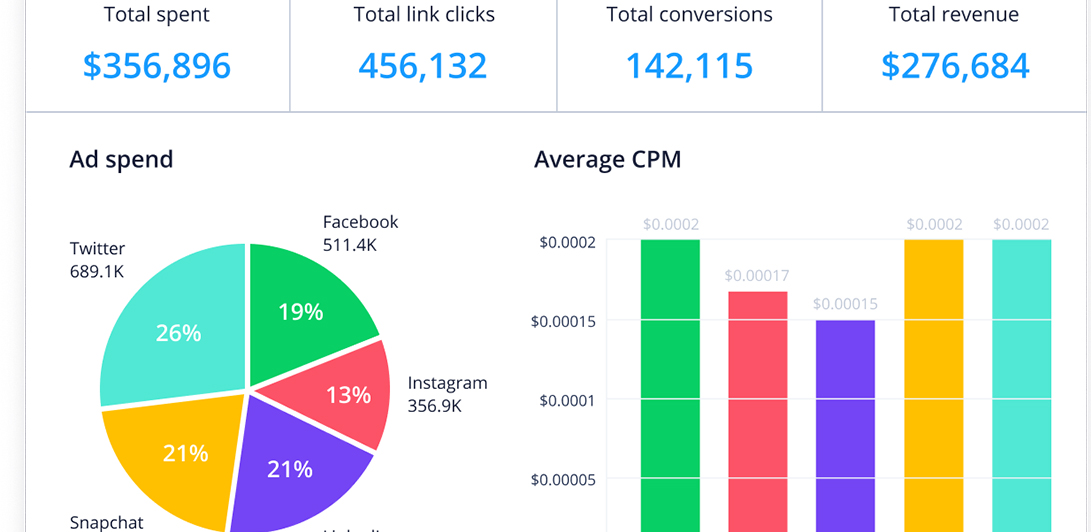 Total spent
$356,896
Total link clicks
456,132
Total conversions
142,115
Total revenue
$276,684
Ad spend
Facebook
511.4K
Twitter
689.1K
19%
26%
Instagram
356.9K
13%
21%
21%
Snapchat
Average CPM
$0.0002
$0.0002
$0.0002
$0.0002
$0.00017
$0.00015
$0.00015
$0.0001
$0.00005